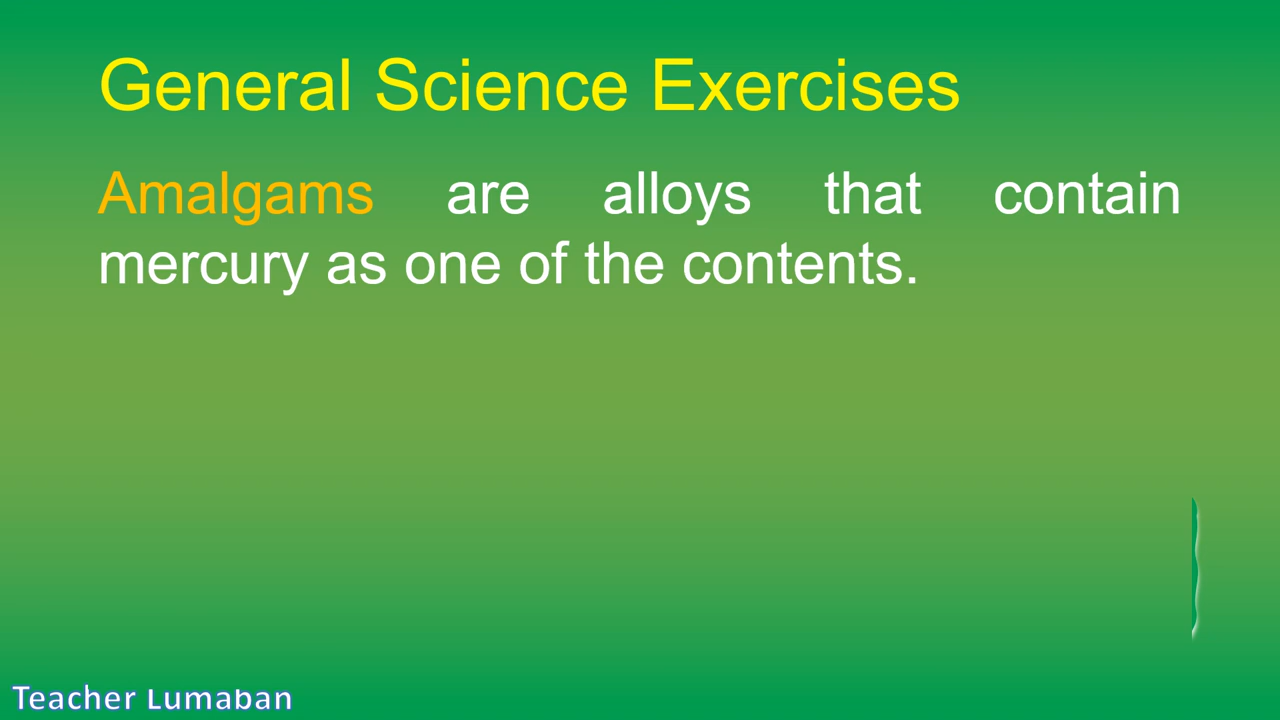 General Science Exercises
Amalgams are alloys that contain
mercury as one of the contents.
Teacher Lumaban